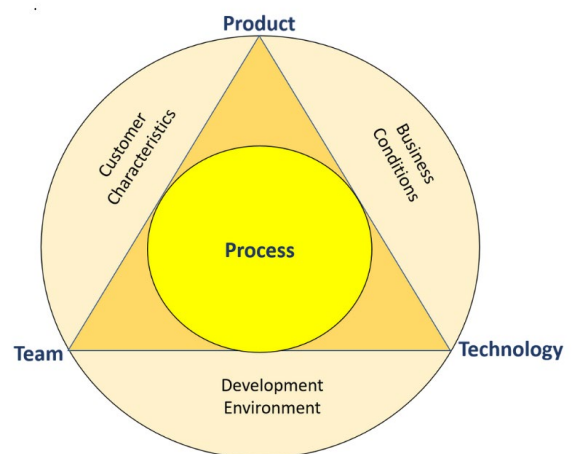 Product
Customer
Characteristics
Business
Conditions
Process
Team
Technology
Development
Environment